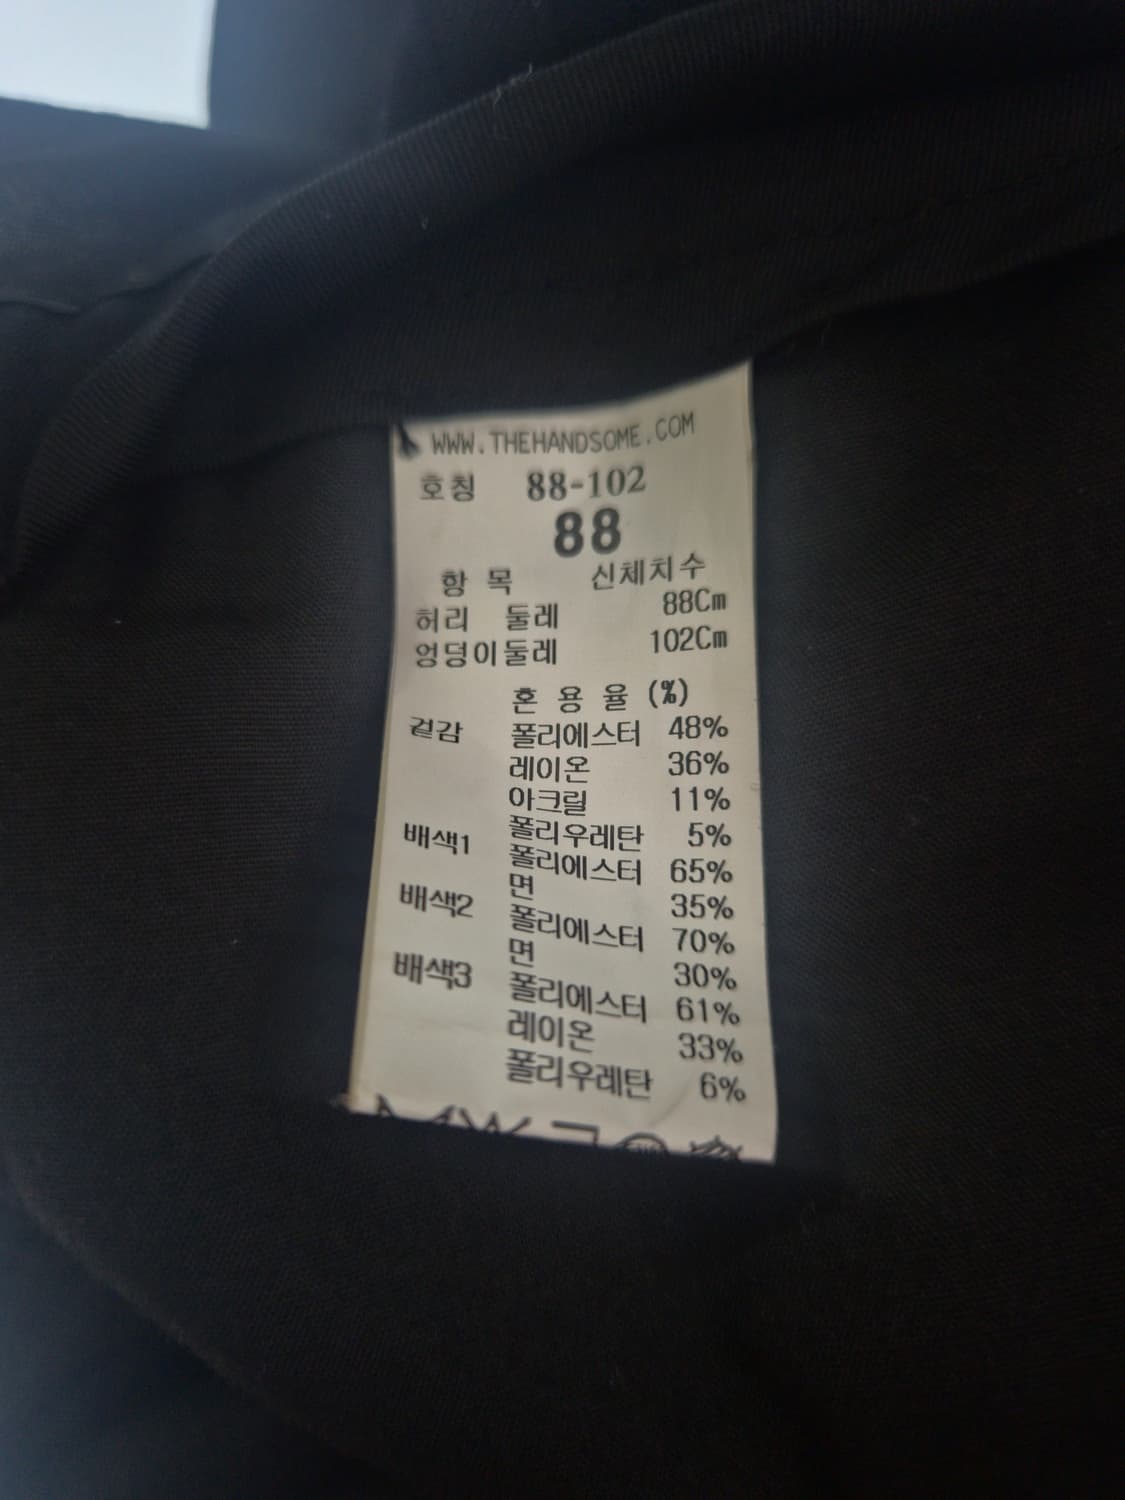 WWW.THEHANDSOME.COM
호칭 88-102
88
항 목 신체치수
허리 둘레 88Cm
엉덩이둘레 102Cm
혼 용 율 (%)
겉감 폴리에스터 48%
레이온 36%
아크릴 11%
폴리우레탄 5%
배색1 폴리에스터 65%
면 35%
배색2 폴리에스터 70%
면 30%
배색3 폴리에스터 61%
레이온 33%
폴리우레탄 6%